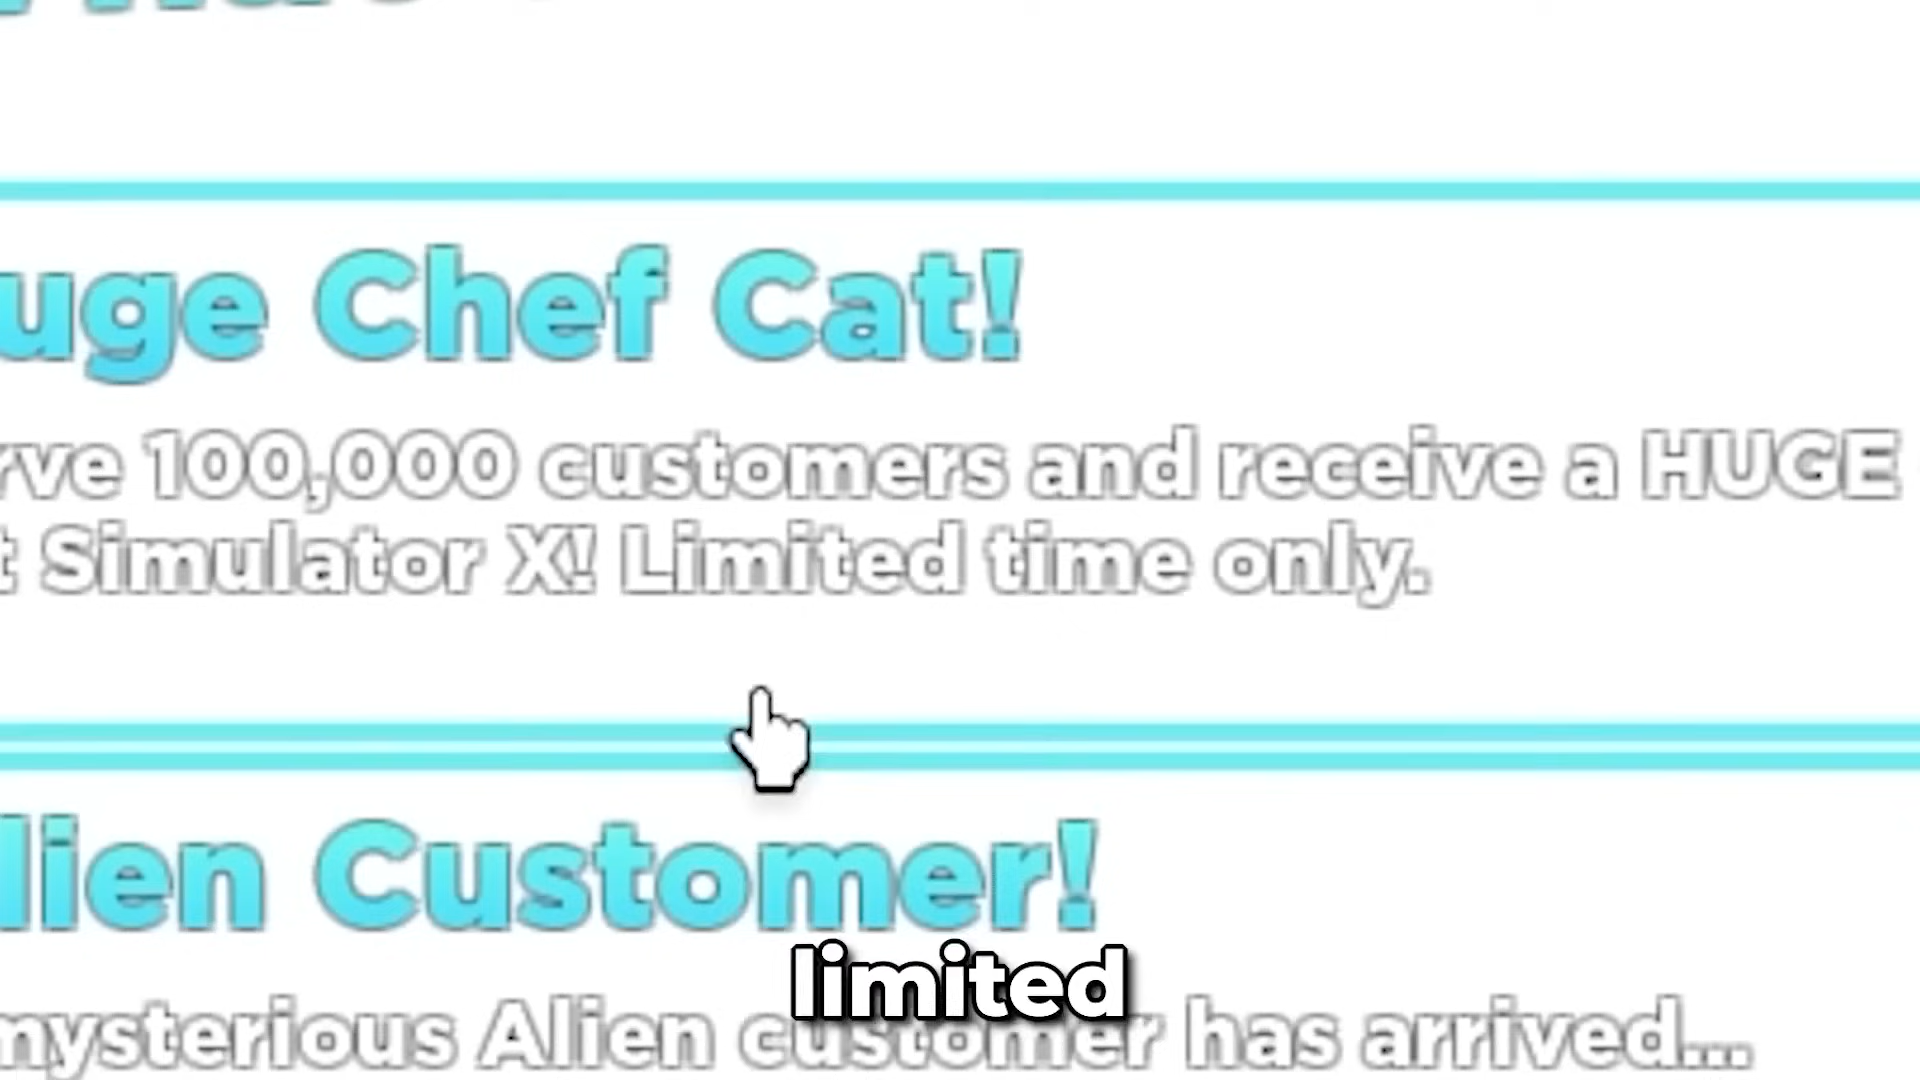 uge Chef Cat!
rve 100,000 customers and receive a HUGE
t Simulator X! Limited time only.
lien Customer!
limited
mysterious Alien customer has arrived...